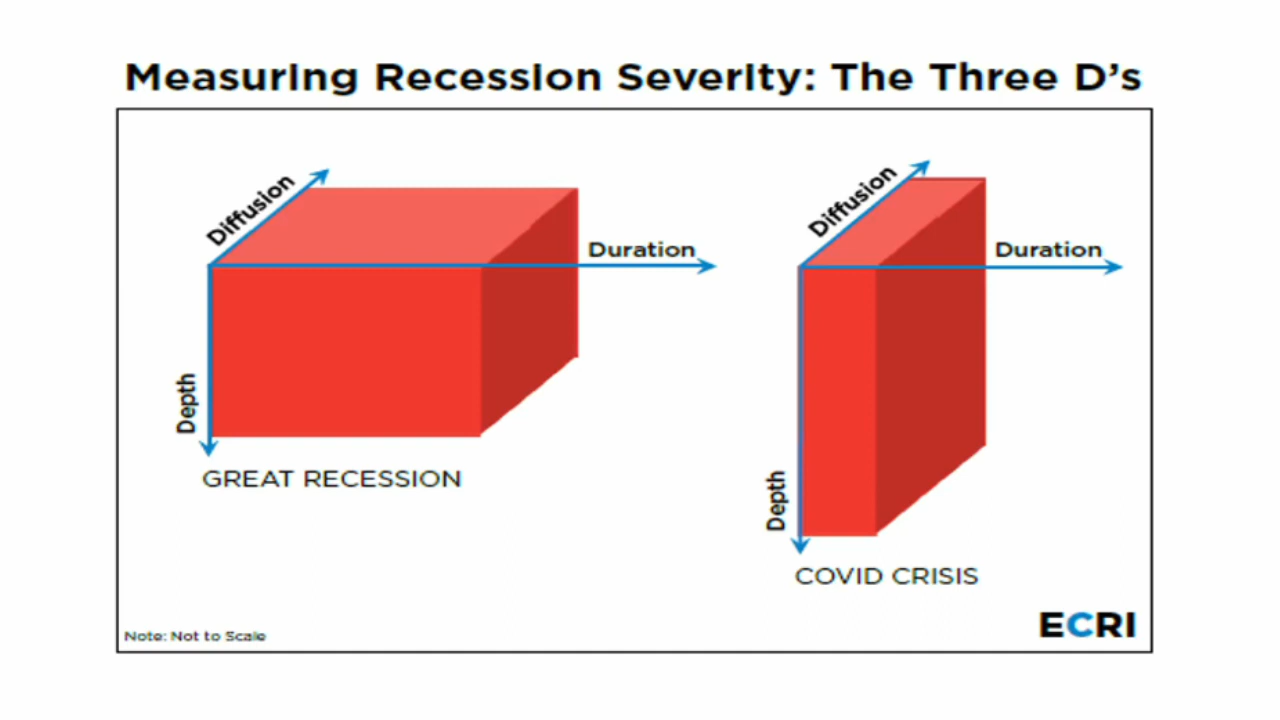 Measuring Recession Severity: The Three D's
Diffusion
Duration
Depth
GREAT RECESSION
Diffusion
Duration
Depth
COVID CRISIS
Note: Not to Scale
ECRI